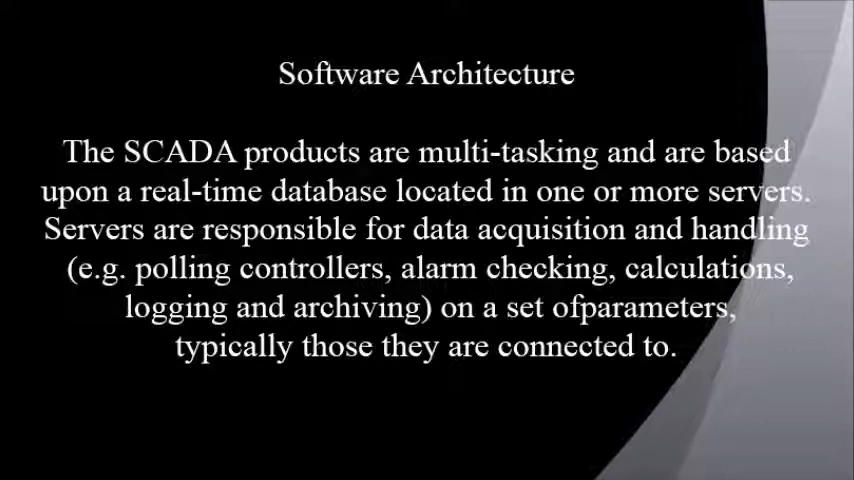 Software Architecture
The SCADA products are multi-tasking and are based
upon a real-time database located in one or more servers.
Servers are responsible for data acquisition and handling
(e.g. polling controllers, alarm checking, calculations,
logging and archiving) on a set ofparameters,
typically those they are connected to.